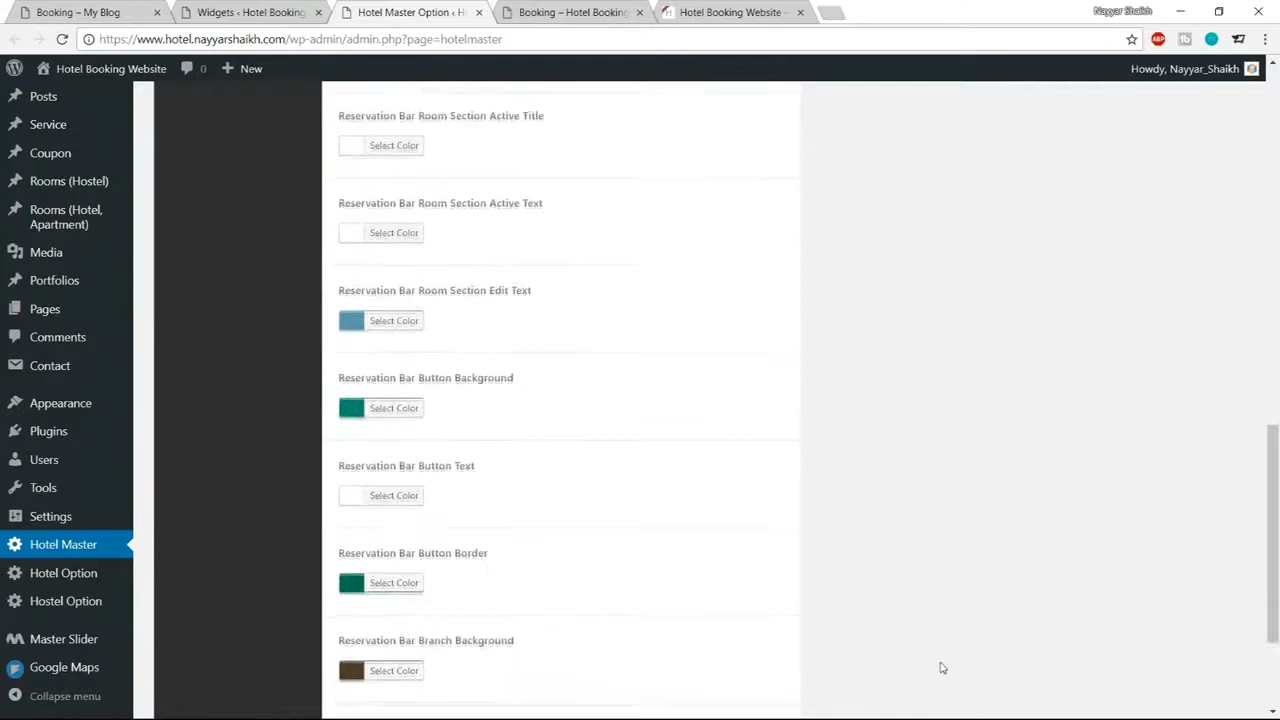 Booking – My Blog
Widgets ‹ Hotel Booking
Hotel Master Option ‹ H
Booking – Hotel Booking
Hotel Booking Website –
Nayyar Shaikh
https://www.hotel.nayyarshaikh.com/wp-admin/admin.php?page=hotelmaster
ABP
Hotel Booking Website
0
New
Howdy, Nayyar_Shaikh
Posts
Service
Coupon
Rooms (Hostel)
Rooms (Hotel,
Apartment)
Media
Portfolios
Pages
Comments
Contact
Appearance
Plugins
Users
Tools
Settings
Hotel Master
Hotel Option
Hostel Option
Master Slider
Google Maps
Collapse menu
Reservation Bar Room Section Active Title
Select Color
Reservation Bar Room Section Active Text
Select Color
Reservation Bar Room Section Edit Text
Select Color
Reservation Bar Button Background
Select Color
Reservation Bar Button Text
Select Color
Reservation Bar Button Border
Select Color
Reservation Bar Branch Background
Select Color